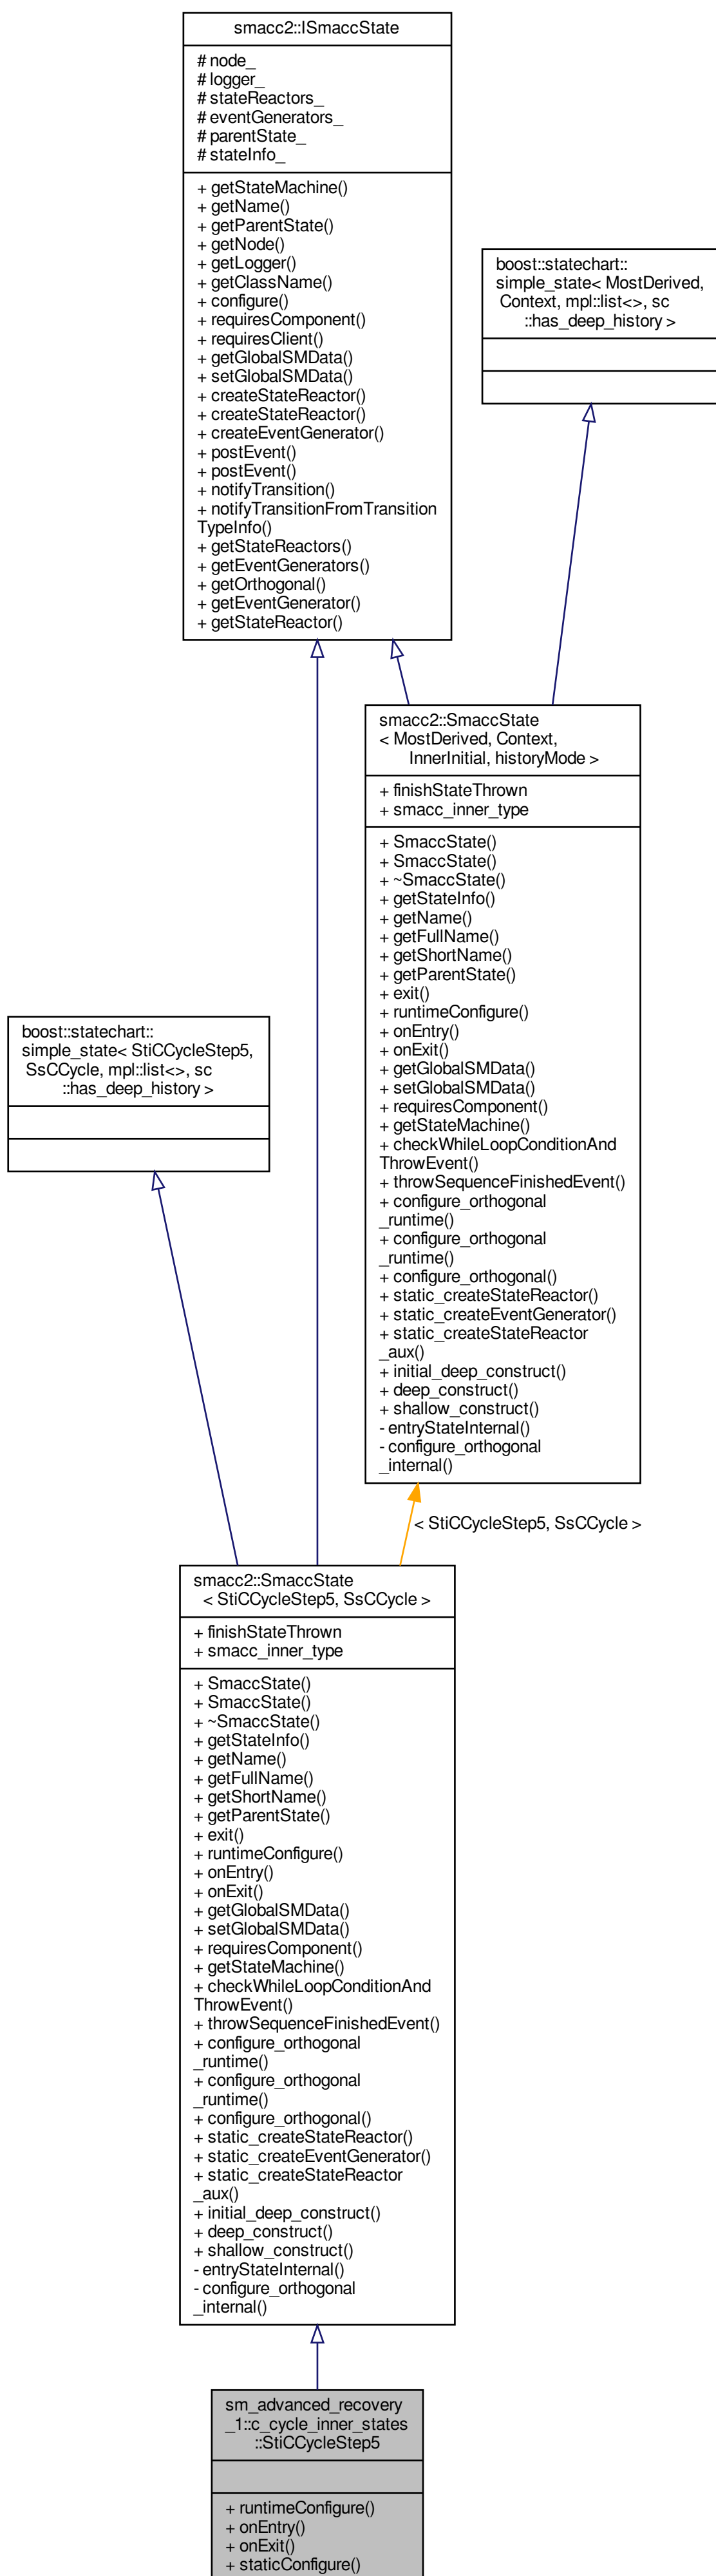 smacc2::ISmaccState
# node_
# logger_
# stateReactors_
# eventGenerators_
# parentState_
# stateInfo_
+ getStateMachine()
+ getName()
+ getParentState()
+ getNode()
+ getLogger()
+ getClassName()
+ configure()
+ requiresComponent()
+ requiresClient()
+ getGlobalSMData()
+ setGlobalSMData()
+ createStateReactor()
+ createStateReactor()
+ createEventGenerator()
+ postEvent()
+ postEvent()
+ notifyTransition()
+ notifyTransitionFromTransition
TypeInfo()
+ getStateReactors()
+ getEventGenerators()
+ getOrthogonal()
+ getEventGenerator()
+ getStateReactor()
boost::statechart::
simple_state< MostDerived,
Context, mpl::list<>, sc
::has_deep_history >
smacc2::SmaccState
< MostDerived, Context,
InnerInitial, historyMode >
+ finishStateThrown
+ smacc_inner_type
+ SmaccState()
+ SmaccState()
+ ~SmaccState()
+ getStateInfo()
+ getName()
+ getFullName()
+ getShortName()
+ getParentState()
+ exit()
+ runtimeConfigure()
+ onEntry()
+ onExit()
+ getGlobalSMData()
+ setGlobalSMData()
+ requiresComponent()
+ getStateMachine()
+ checkWhileLoopConditionAnd
ThrowEvent()
+ throwSequenceFinishedEvent()
+ configure_orthogonal
_runtime()
+ configure_orthogonal
_runtime()
+ configure_orthogonal()
+ static_createStateReactor()
+ static_createEventGenerator()
+ static_createStateReactor
_aux()
+ initial_deep_construct()
+ deep_construct()
+ shallow_construct()
- entryStateInternal()
- configure_orthogonal
_internal()
boost::statechart::
simple_state< StiCCycleStep5,
SsCCycle, mpl::list<>, sc
::has_deep_history >
< StiCCycleStep5, SsCCycle >
smacc2::SmaccState
< StiCCycleStep5, SsCCycle >
+ finishStateThrown
+ smacc_inner_type
+ SmaccState()
+ SmaccState()
+ ~SmaccState()
+ getStateInfo()
+ getName()
+ getFullName()
+ getShortName()
+ getParentState()
+ exit()
+ runtimeConfigure()
+ onEntry()
+ onExit()
+ getGlobalSMData()
+ setGlobalSMData()
+ requiresComponent()
+ getStateMachine()
+ checkWhileLoopConditionAnd
ThrowEvent()
+ throwSequenceFinishedEvent()
+ configure_orthogonal
_runtime()
+ configure_orthogonal
_runtime()
+ configure_orthogonal()
+ static_createStateReactor()
+ static_createEventGenerator()
+ static_createStateReactor
_aux()
+ initial_deep_construct()
+ deep_construct()
+ shallow_construct()
- entryStateInternal()
- configure_orthogonal
_internal()
sm_advanced_recovery
_1::c_cycle_inner_states
::StiCCycleStep5
+ runtimeConfigure()
+ onEntry()
+ onExit()
+ staticConfigure()